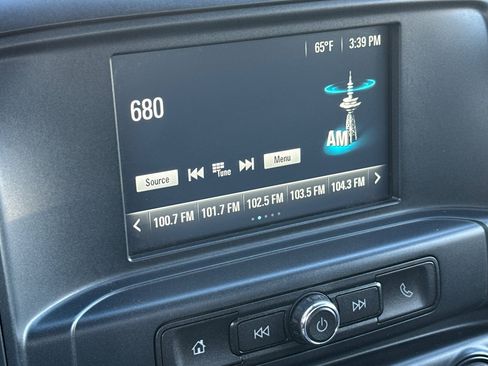 65°F 3:39 PM
680
AM
Source Tune Menu
100.7 FM 101.7 FM 102.5 FM 103.5 FM 104.3 FM